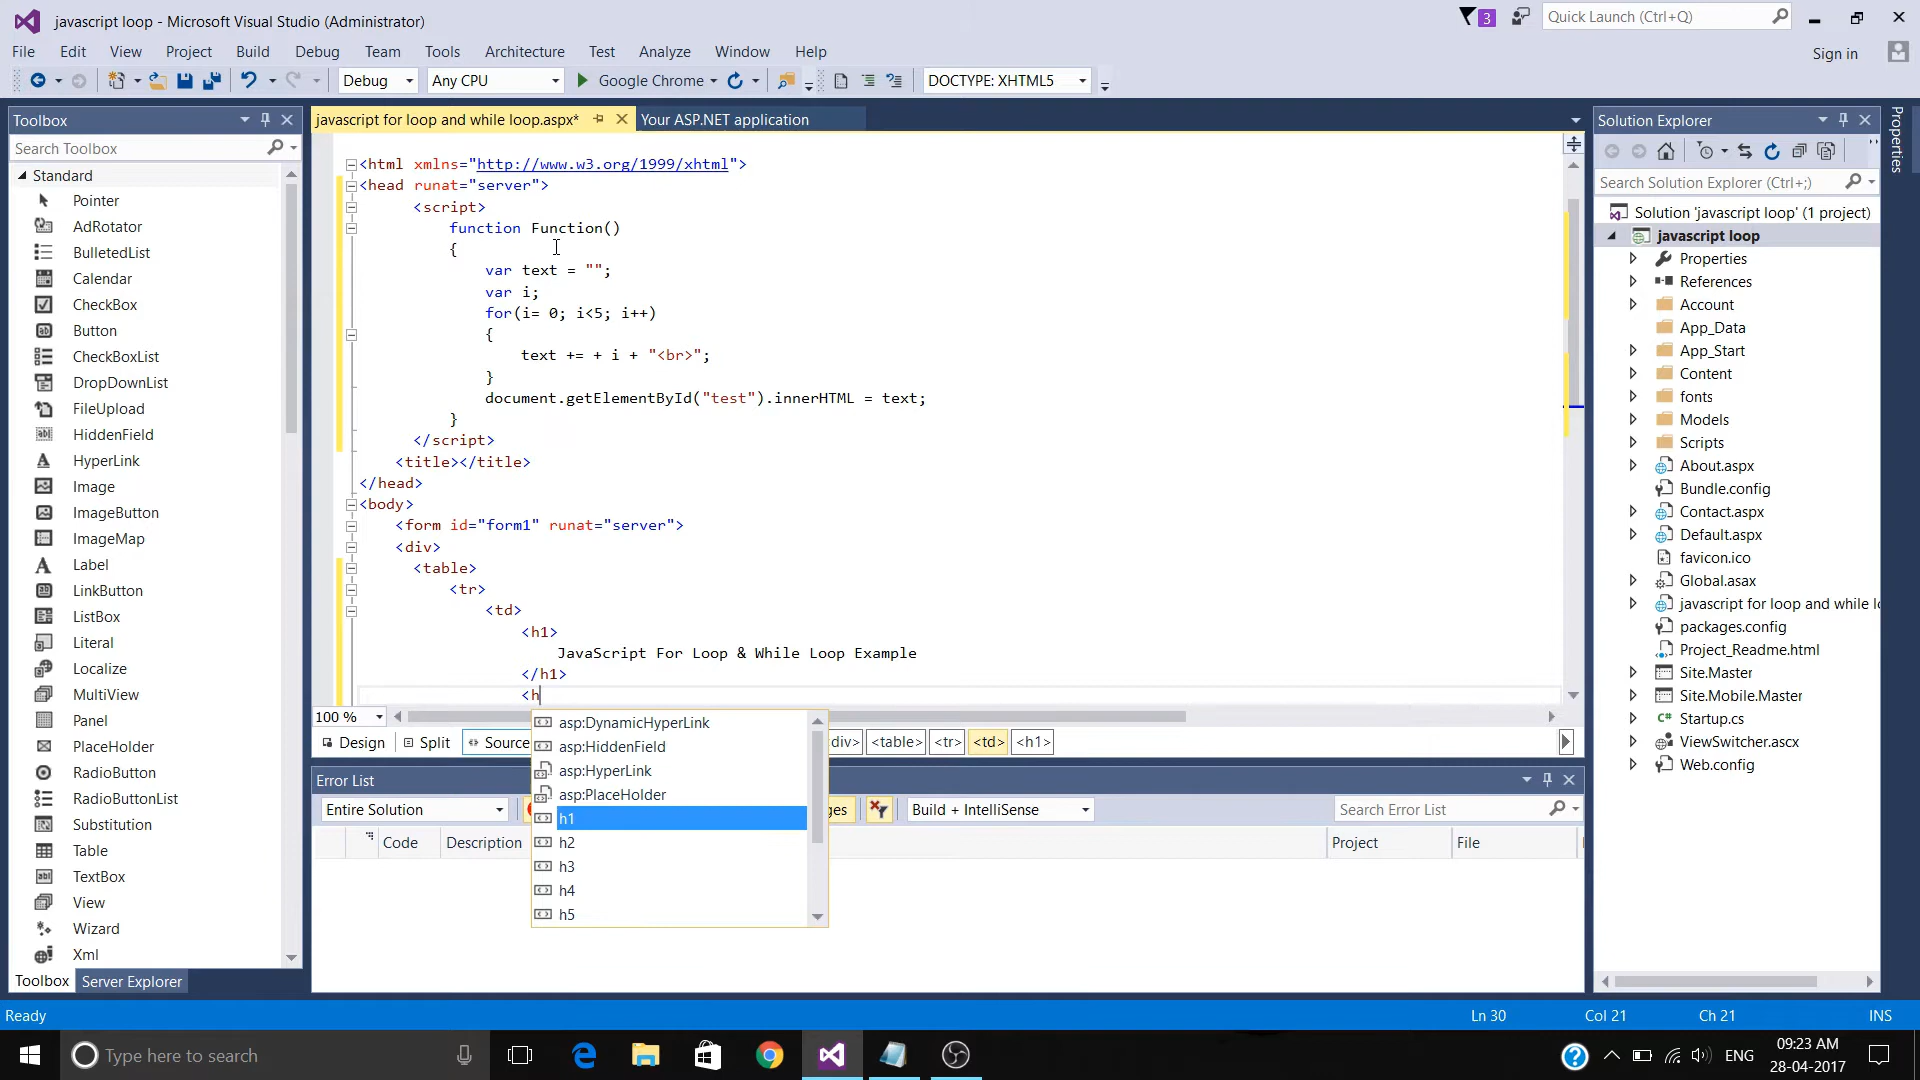 javascript loop - Microsoft Visual Studio (Administrator)
3
Quick Launch (Ctrl+Q)
File Edit View Project Build Debug Team Tools Architecture Test Analyze Window Help
Sign in
Debug Any CPU Google Chrome DOCTYPE: XHTML5
Toolbox
Search Toolbox
Standard
Pointer
AdRotator
BulletedList
Calendar
CheckBox
Button
CheckBoxList
DropDownList
FileUpload
HiddenField
HyperLink
Image
ImageButton
ImageMap
Label
LinkButton
ListBox
Literal
Localize
MultiView
Panel
PlaceHolder
RadioButton
RadioButtonList
Substitution
Table
TextBox
View
Wizard
Xml
Toolbox Server Explorer
javascript for loop and while loop.aspx* Your ASP.NET application
<html xmlns="http://www.w3.org/1999/xhtml">
<head runat="server">
<script>
function Function()
{
var text = "";
var i;
for(i= 0; i<5; i++)
{
text += + i + "<br>";
}
document.getElementById("test").innerHTML = text;
}
</script>
<title></title>
</head>
<body>
<form id="form1" runat="server">
<div>
<table>
<tr>
<td>
<h1>
JavaScript For Loop & While Loop Example
</h1>
<h
100 %
asp:DynamicHyperLink
asp:HiddenField
asp:HyperLink
asp:PlaceHolder
h1
h2
h3
h4
h5
Design Split Source
div> <table> <tr> <td> <h1>
Error List
Entire Solution
Build + IntelliSense
Search Error List
Code Description Project File
Solution Explorer
Search Solution Explorer (Ctrl+;)
Solution 'javascript loop' (1 project)
javascript loop
Properties
References
Account
App_Data
App_Start
Content
fonts
Models
Scripts
About.aspx
Bundle.config
Contact.aspx
Default.aspx
favicon.ico
Global.asax
javascript for loop and while l
packages.config
Project_Readme.html
Site.Master
Site.Mobile.Master
Startup.cs
ViewSwitcher.ascx
Web.config
Properties
Ready
Ln 30 Col 21 Ch 21 INS
Type here to search
ENG
09:23 AM
28-04-2017